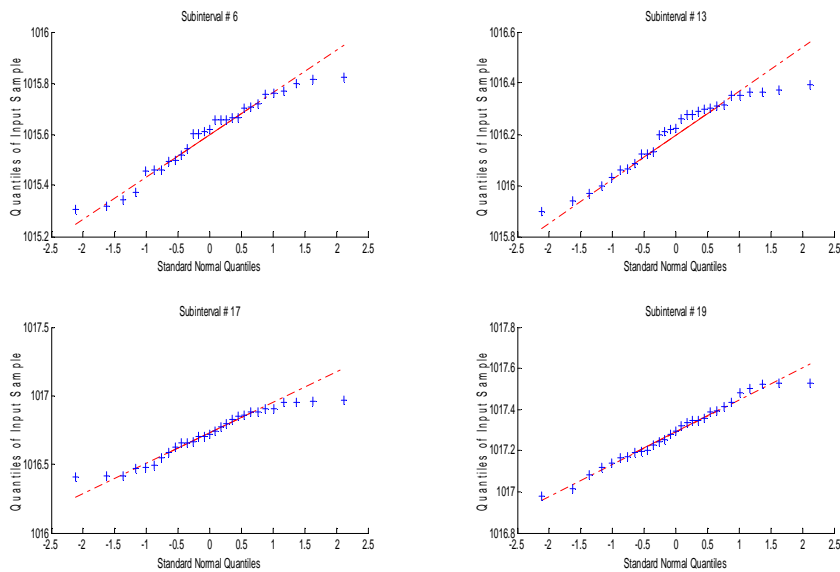 Subinterval # 6
Quantiles of Input Sample
1016
1015.8
1015.6
1015.4
1015.2
-2.5 -2 -1.5 -1 -0.5 0 0.5 1 1.5 2 2.5
Standard Normal Quantiles
Subinterval # 13
Quantiles of Input Sample
1016.6
1016.4
1016.2
1016
1015.8
-2.5 -2 -1.5 -1 -0.5 0 0.5 1 1.5 2 2.5
Standard Normal Quantiles
Subinterval # 17
Quantiles of Input Sample
1017.5
1017
1016.5
1016
-2.5 -2 -1.5 -1 -0.5 0 0.5 1 1.5 2 2.5
Standard Normal Quantiles
Subinterval # 19
Quantiles of Input Sample
1017.8
1017.6
1017.4
1017.2
1017
1016.8
-2.5 -2 -1.5 -1 -0.5 0 0.5 1 1.5 2 2.5
Standard Normal Quantiles